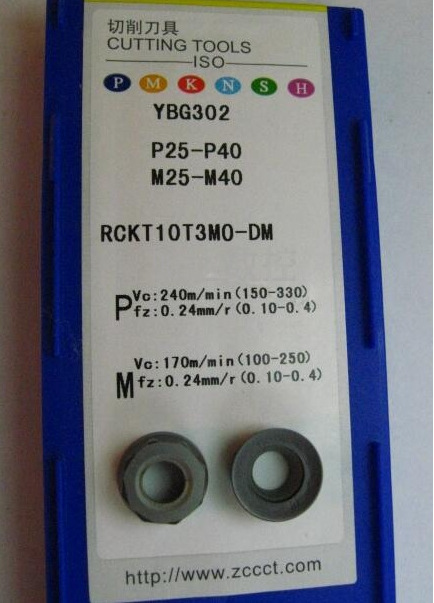 切削刀具
CUTTING TOOLS
ISO
P M K N S H
YBG302
P25-P40
M25-M40
RCKT10T3MO-DM
P Vc:240m/min(150-330)
fz:0.24mm/r(0.10-0.4)
M Vc:170m/min(100-250)
fz:0.24mm/r(0.10-0.4)
http://www.zccct.com